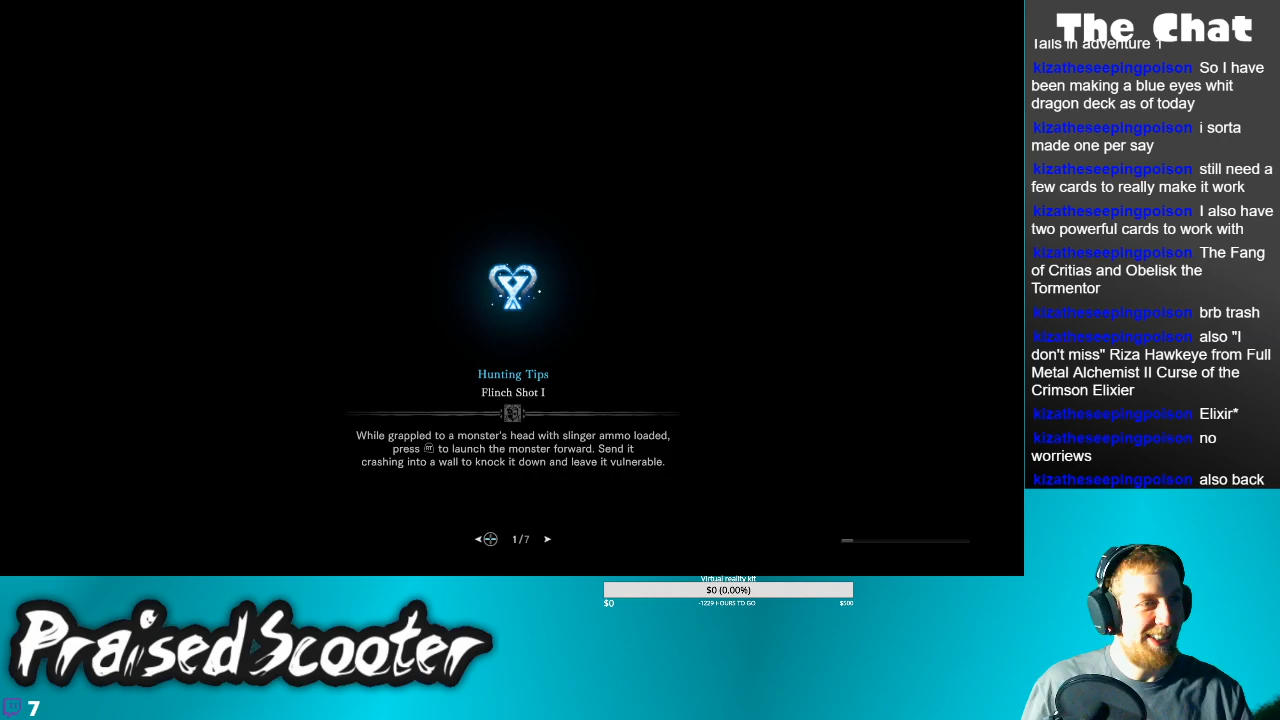 The Chat
Tails in adventure 1
kizatheseepingpoison So I have
been making a blue eyes whit
dragon deck as of today
kizatheseepingpoison i sorta
made one per say
kizatheseepingpoison still need a
few cards to really make it work
kizatheseepingpoison I also have
two powerful cards to work with
kizatheseepingpoison The Fang
of Critias and Obelisk the
Tormentor
kizatheseepingpoison brb trash
kizatheseepingpoison also "I
don't miss" Riza Hawkeye from Full
Metal Alchemist II Curse of the
Crimson Elixier
kizatheseepingpoison Elixir*
kizatheseepingpoison no
worriews
kizatheseepingpoison also back
Hunting Tips
Flinch Shot I
While grappled to a monster's head with slinger ammo loaded,
press RT to launch the monster forward. Send it
crashing into a wall to knock it down and leave it vulnerable.
1/7
Virtual reality kit
$0 (0.00%)
$0 -1229 HOURS TO GO $500
PraisedScooter
7